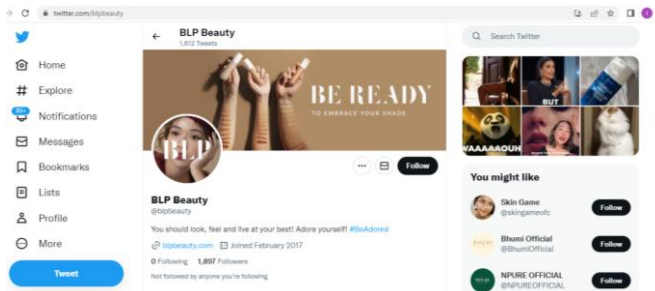 twitter.com/blpbeauty
BLP Beauty
1,612 Tweets
Search Twitter
Home
Explore
Notifications
Messages
Bookmarks
Lists
Profile
More
Tweet
BE READY
TO EMBRACE YOUR SHADE
BLP
Follow
BLP Beauty
@blpbeauty
You should look, feel and live at your best! Adore yourself! #BeAdored
blpbeauty.com Joined February 2017
0 Following 1,897 Followers
Not followed by anyone you're following
BUT
WAAAAAOUH
You might like
Skin Game
@skingameofc
Follow
Bhumi Official
@BhumiOfficial
Follow
NPURE OFFICIAL
@NPUREOFFICIAL
Follow